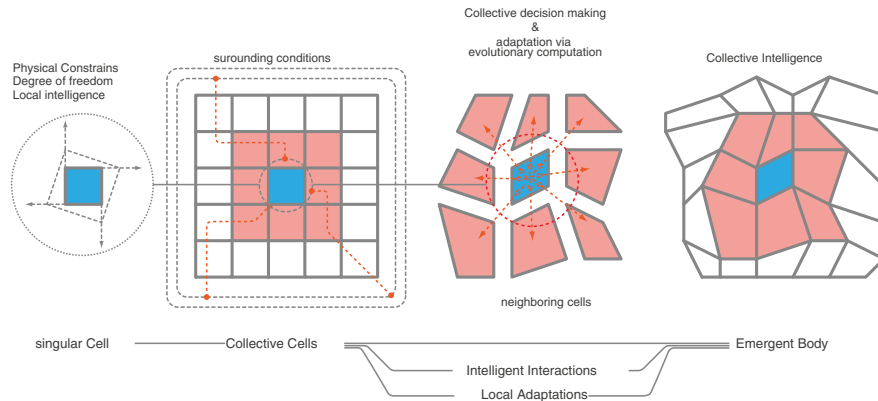 Collective decision making
&
adaptation via
evolutionary computation
surounding conditions
Collective Intelligence
Physical Constrains
Degree of freedom
Local intelligence
neighboring cells
singular Cell
Collective Cells
Emergent Body
Intelligent Interactions
Local Adaptations